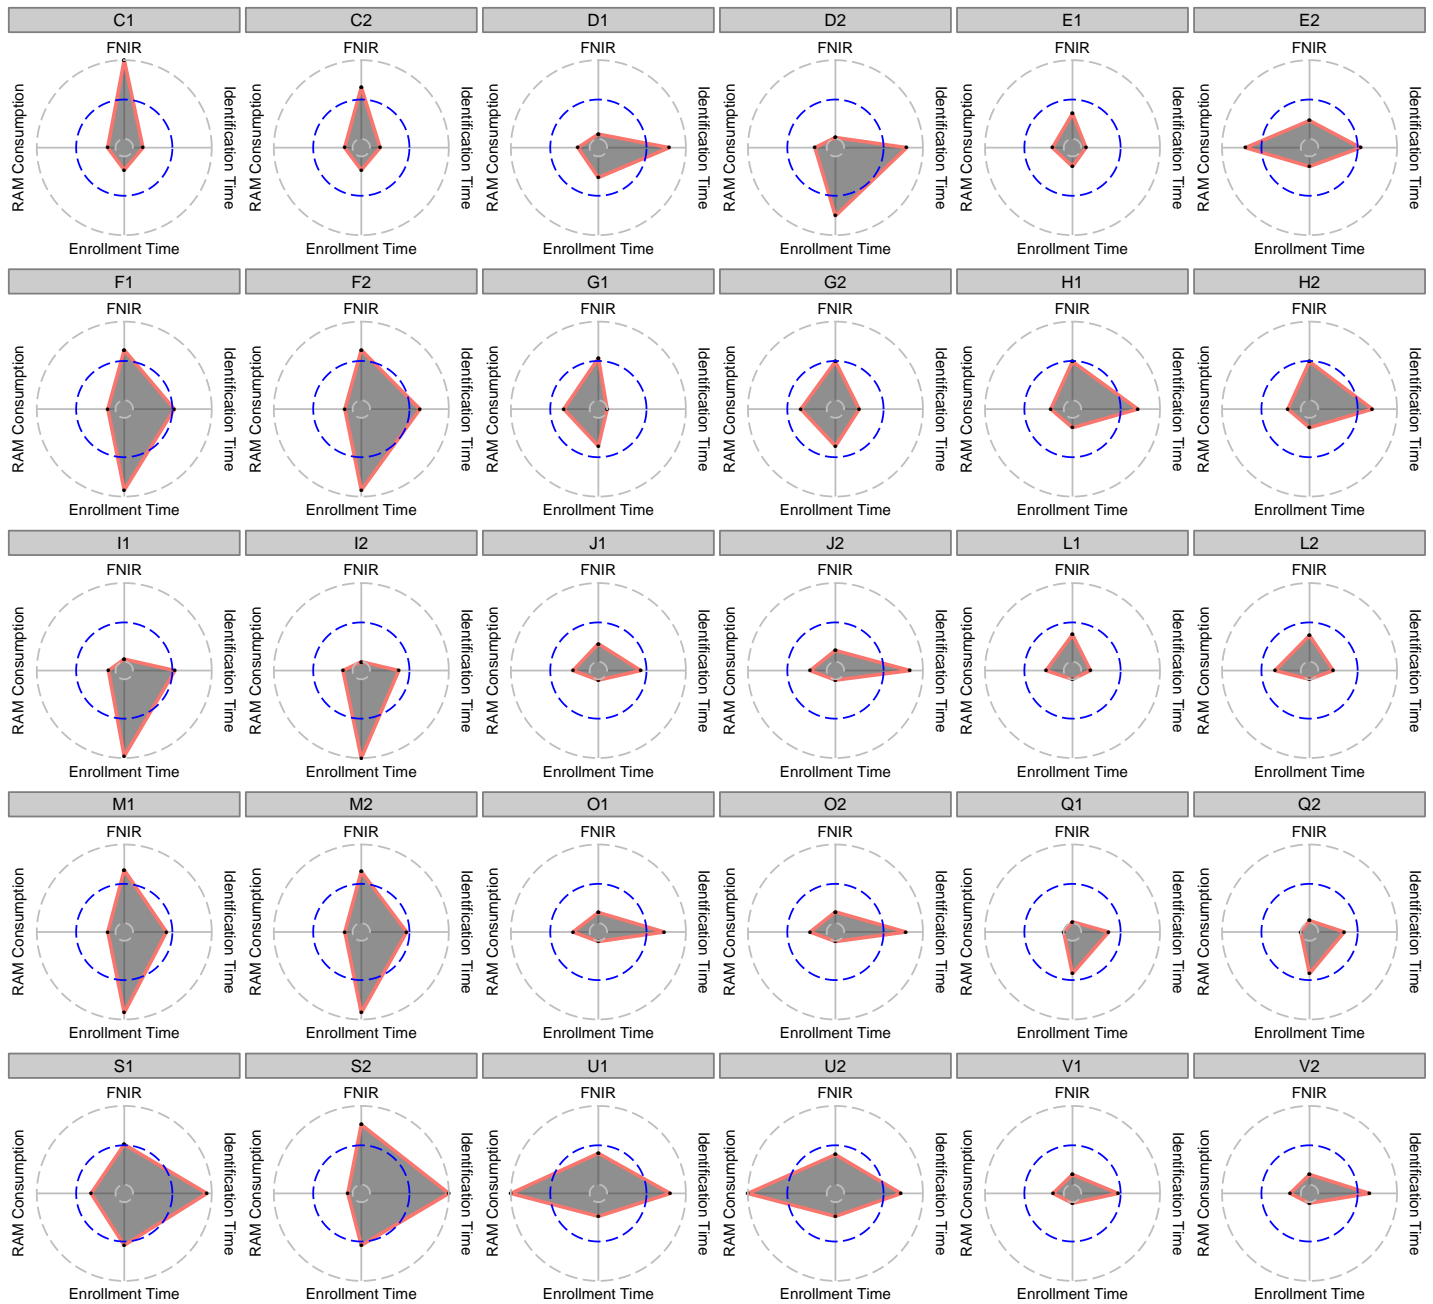 C1 C2 D1 D2 E1 E2
FNIR FNIR FNIR FNIR FNIR FNIR
RAM Consumption Identification Time RAM Consumption Identification Time RAM Consumption Identification Time RAM Consumption Identification Time RAM Consumption Identification Time RAM Consumption Identification Time
Enrollment Time Enrollment Time Enrollment Time Enrollment Time Enrollment Time Enrollment Time
F1 F2 G1 G2 H1 H2
FNIR FNIR FNIR FNIR FNIR FNIR
RAM Consumption Identification Time RAM Consumption Identification Time RAM Consumption Identification Time RAM Consumption Identification Time RAM Consumption Identification Time RAM Consumption Identification Time
Enrollment Time Enrollment Time Enrollment Time Enrollment Time Enrollment Time Enrollment Time
I1 I2 J1 J2 L1 L2
FNIR FNIR FNIR FNIR FNIR FNIR
RAM Consumption Identification Time RAM Consumption Identification Time RAM Consumption Identification Time RAM Consumption Identification Time RAM Consumption Identification Time RAM Consumption Identification Time
Enrollment Time Enrollment Time Enrollment Time Enrollment Time Enrollment Time Enrollment Time
M1 M2 O1 O2 Q1 Q2
FNIR FNIR FNIR FNIR FNIR FNIR
RAM Consumption Identification Time RAM Consumption Identification Time RAM Consumption Identification Time RAM Consumption Identification Time RAM Consumption Identification Time RAM Consumption Identification Time
Enrollment Time Enrollment Time Enrollment Time Enrollment Time Enrollment Time Enrollment Time
S1 S2 U1 U2 V1 V2
FNIR FNIR FNIR FNIR FNIR FNIR
RAM Consumption Identification Time RAM Consumption Identification Time RAM Consumption Identification Time RAM Consumption Identification Time RAM Consumption Identification Time RAM Consumption Identification Time
Enrollment Time Enrollment Time Enrollment Time Enrollment Time Enrollment Time Enrollment Time